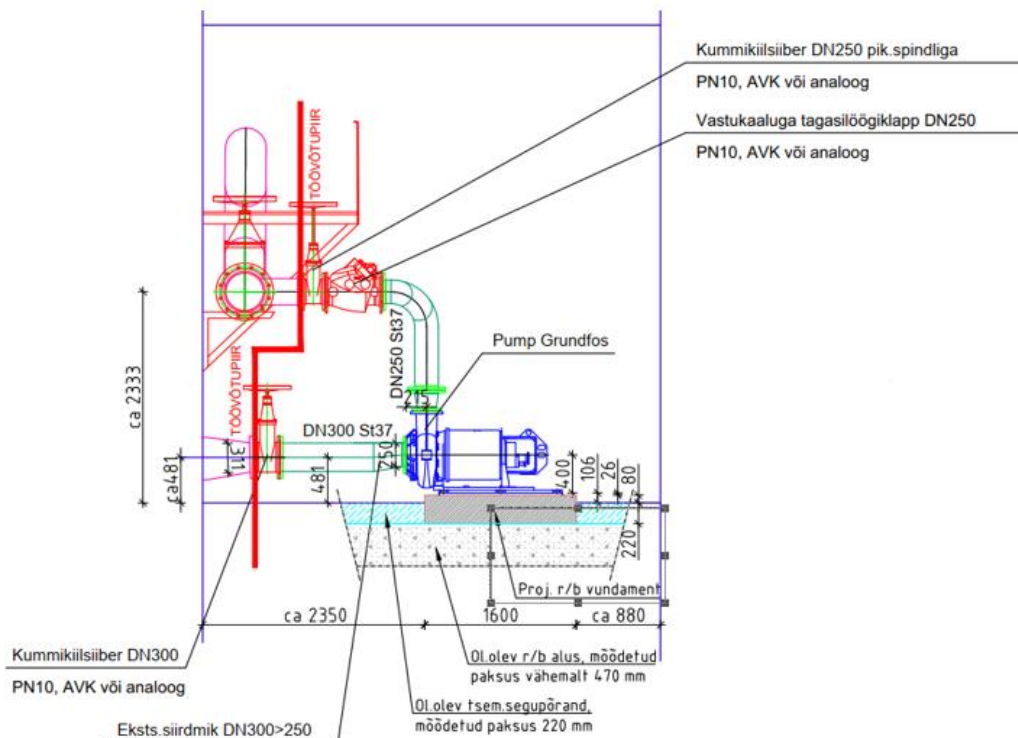 Kummikiilsiiber DN250 pik.spindliga
PN10, AVK või analoog
Vastukaaluga tagasilöögiklapp DN250
PN10, AVK või analoog
TÖÖVÕTUPIIR
DN250 St37
Pump Grundfos
215
ca 2333
TÖÖVÕTUPIIR
DN300 St37
250
311
ca481
481
400
106
26
80
220
Proj. r/b vundament
ca 2350
1600
ca 880
Kummikiilsiiber DN300
PN10, AVK või analoog
Ol.olev r/b alus, mõõdetud
paksus vähemalt 470 mm
Ol.olev tsem.segupõrand,
mõõdetud paksus 220 mm
Eksts.siirdmik DN300>250